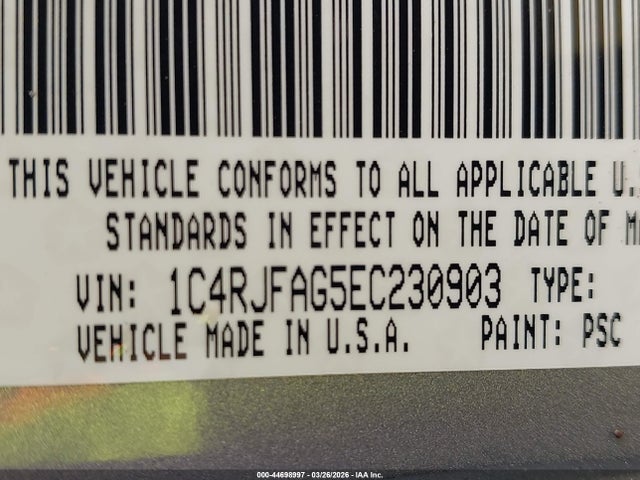 THIS VEHICLE CONFORMS TO ALL APPLICABLE U.S
STANDARDS IN EFFECT ON THE DATE OF MA
VIN: 1C4RJFAG5EC230903 TYPE:
VEHICLE MADE IN U.S.A. PAINT: PSC
000-44698997 - 03/26/2026 - IAA Inc.